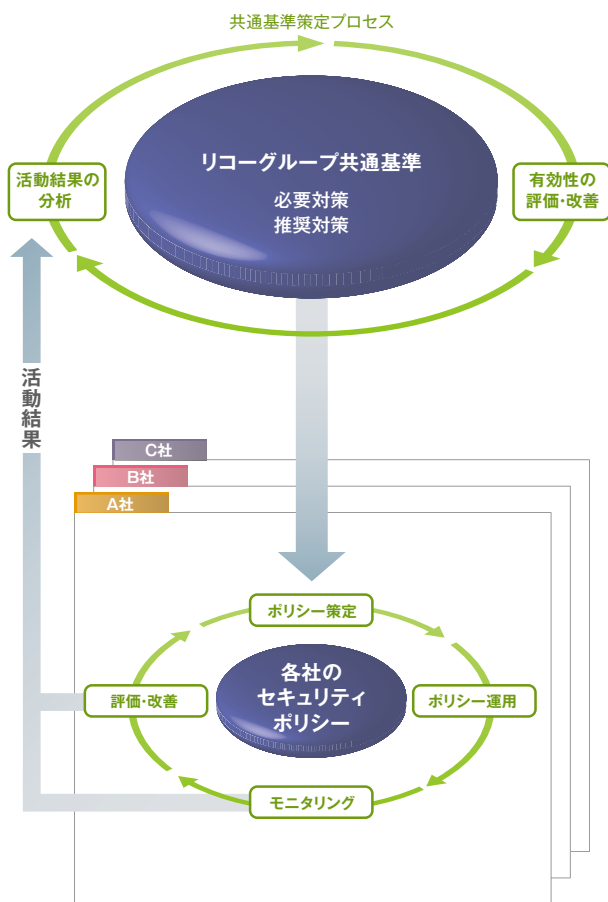 共通基準策定プロセス
リコーグループ共通基準
必要対策
推奨対策
活動結果の
分析
有効性の
評価・改善
活動結果
C社
B社
A社
ポリシー策定
各社の
セキュリティ
ポリシー
評価・改善
ポリシー運用
モニタリング